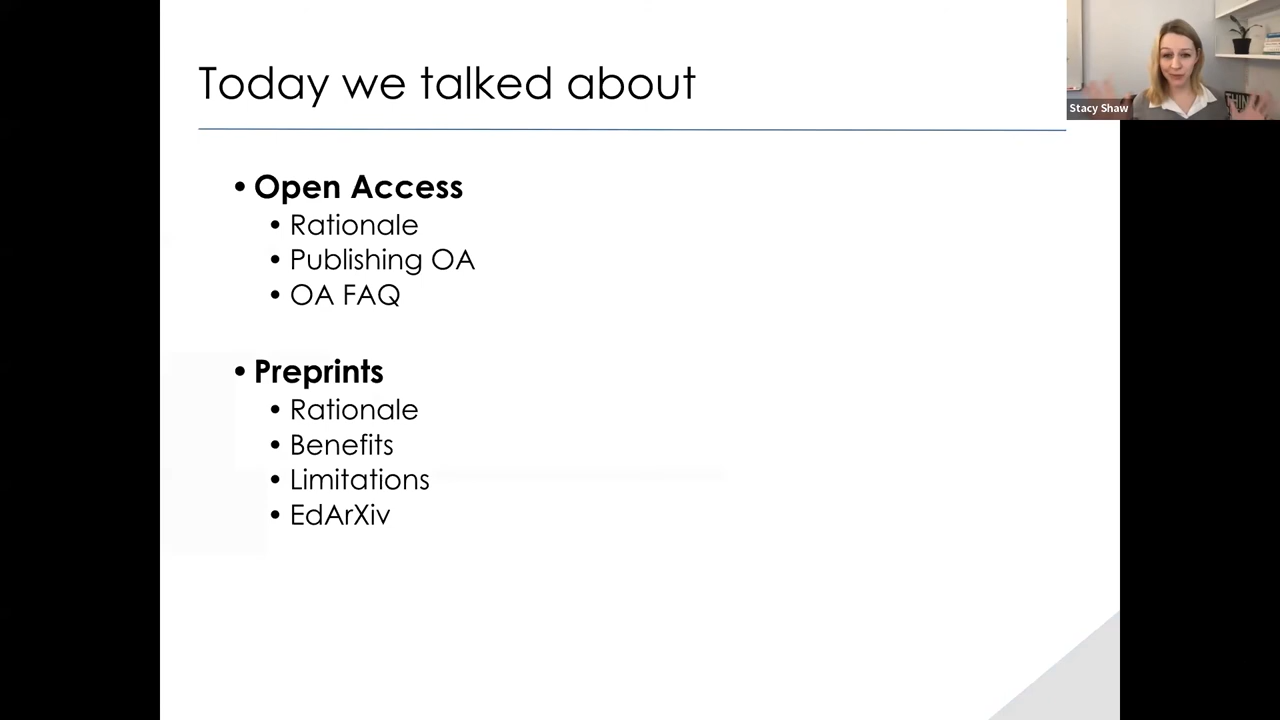 Today we talked about
Stacy Shaw
• Open Access
• Rationale
• Publishing OA
• OA FAQ
• Preprints
• Rationale
• Benefits
• Limitations
• EdArXiv